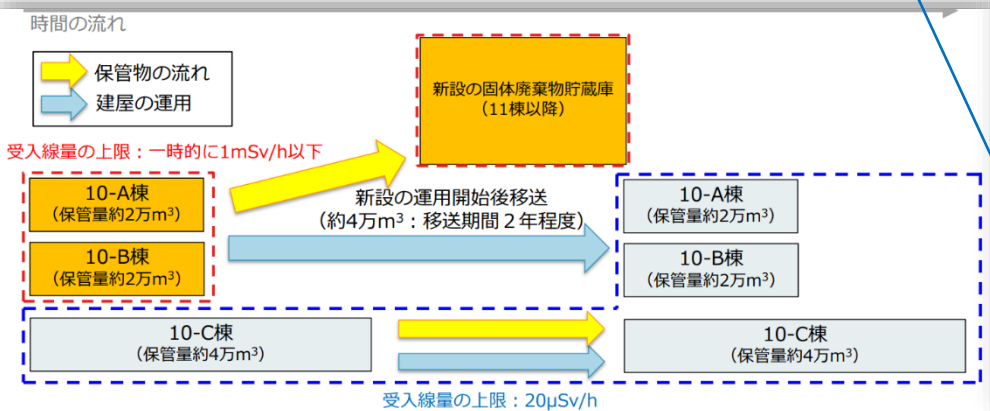 時間の流れ
保管物の流れ
建屋の運用
新設の固体廃棄物貯蔵庫
（11棟以降）
受入線量の上限：一時的に1mSv/h以下
10-A棟
（保管量約2万m³）
10-B棟
（保管量約2万m³）
新設の運用開始後移送
（約4万m³：移送期間２年程度）
10-A棟
（保管量約2万m³）
10-B棟
（保管量約2万m³）
10-C棟
（保管量約4万m³）
10-C棟
（保管量約4万m³）
受入線量の上限：20μSv/h